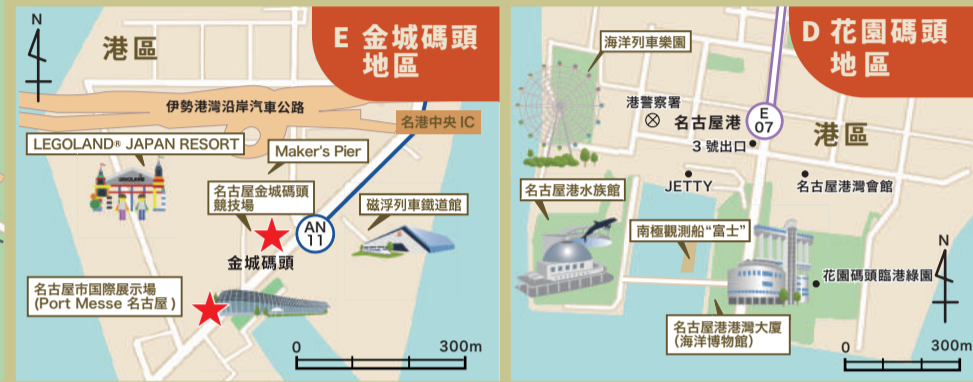 E 金城碼頭
地區
N
港區
伊勢港灣沿岸汽車公路
名港中央 IC
LEGOLAND® JAPAN RESORT
Maker's Pier
名古屋金城碼頭
競技場
磁浮列車鐵道館
AN
11
金城碼頭
名古屋市国際展示場
(Port Messe 名古屋 )
0
300m
D 花園碼頭
地區
海洋列車樂園
港警察署
名古屋港
E
07
港區
3 號出口
JETTY
名古屋港灣會館
名古屋港水族館
南極觀測船“富士”
N
花園碼頭臨港綠園
名古屋港港灣大廈
(海洋博物館)
0
300m